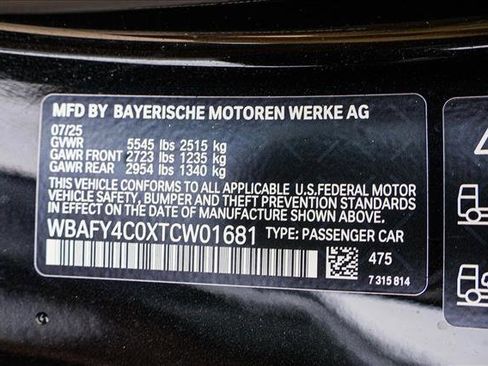 MFD BY BAYERISCHE MOTOREN WERKE AG
07/25
GVWR 5545 lbs 2515 kg
GAWR FRONT 2723 lbs 1235 kg
GAWR REAR 2954 lbs 1340 kg
THIS VEHICLE CONFORMS TO ALL APPLICABLE U.S.FEDERAL MOTOR
VEHICLE SAFETY, BUMPER AND THEFT PREVENTION STANDARDS
IN EFFECT ON THE DATE OF MANUFACTURE SHOWN ABOVE.
WBAFY4C0XTCW01681 TYPE: PASSENGER CAR
475
7 315 814